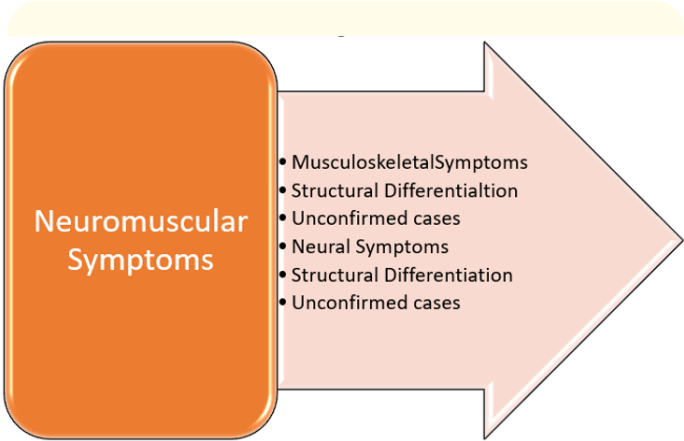 Neuromuscular
Symptoms
• MusculoskeletalSymptoms
• Structural Differentialtion
• Unconfirmed cases
• Neural Symptoms
• Structural Differentiation
• Unconfirmed cases